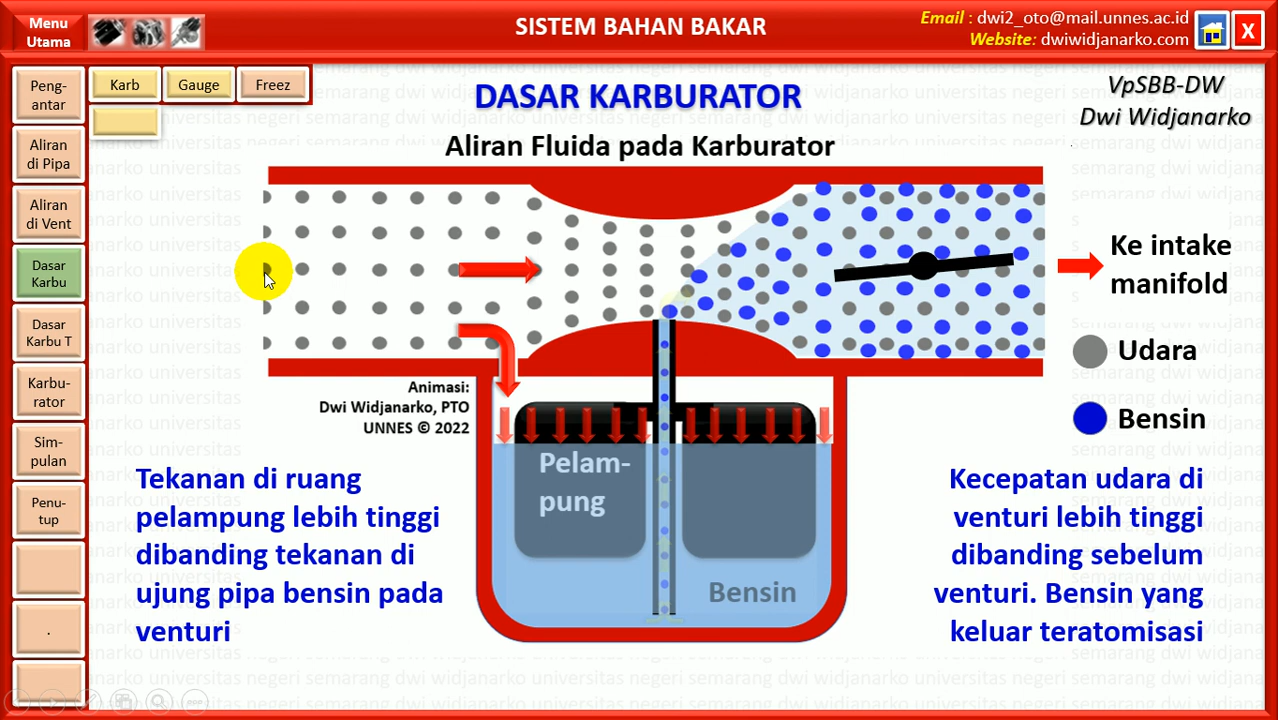 Menu
Utama
SISTEM BAHAN BAKAR
Email : dwi2_oto@mail.unnes.ac.id
Website: dwiwidjanarko.com
X
Peng-
antar
Aliran
di Pipa
Aliran
di Vent
Dasar
Karbu
Dasar
Karbu T
Karbu-
rator
Sim-
pulan
Penu-
tup
.
Karb
Gauge
Freez
DASAR KARBURATOR
VpSBB-DW
Dwi Widjanarko
Aliran Fluida pada Karburator
Ke intake
manifold
Udara
Bensin
Animasi:
Dwi Widjanarko, PTO
UNNES © 2022
Pelam-
pung
Bensin
Tekanan di ruang
pelampung lebih tinggi
dibanding tekanan di
ujung pipa bensin pada
venturi
Kecepatan udara di
venturi lebih tinggi
dibanding sebelum
venturi. Bensin yang
keluar teratomisasi